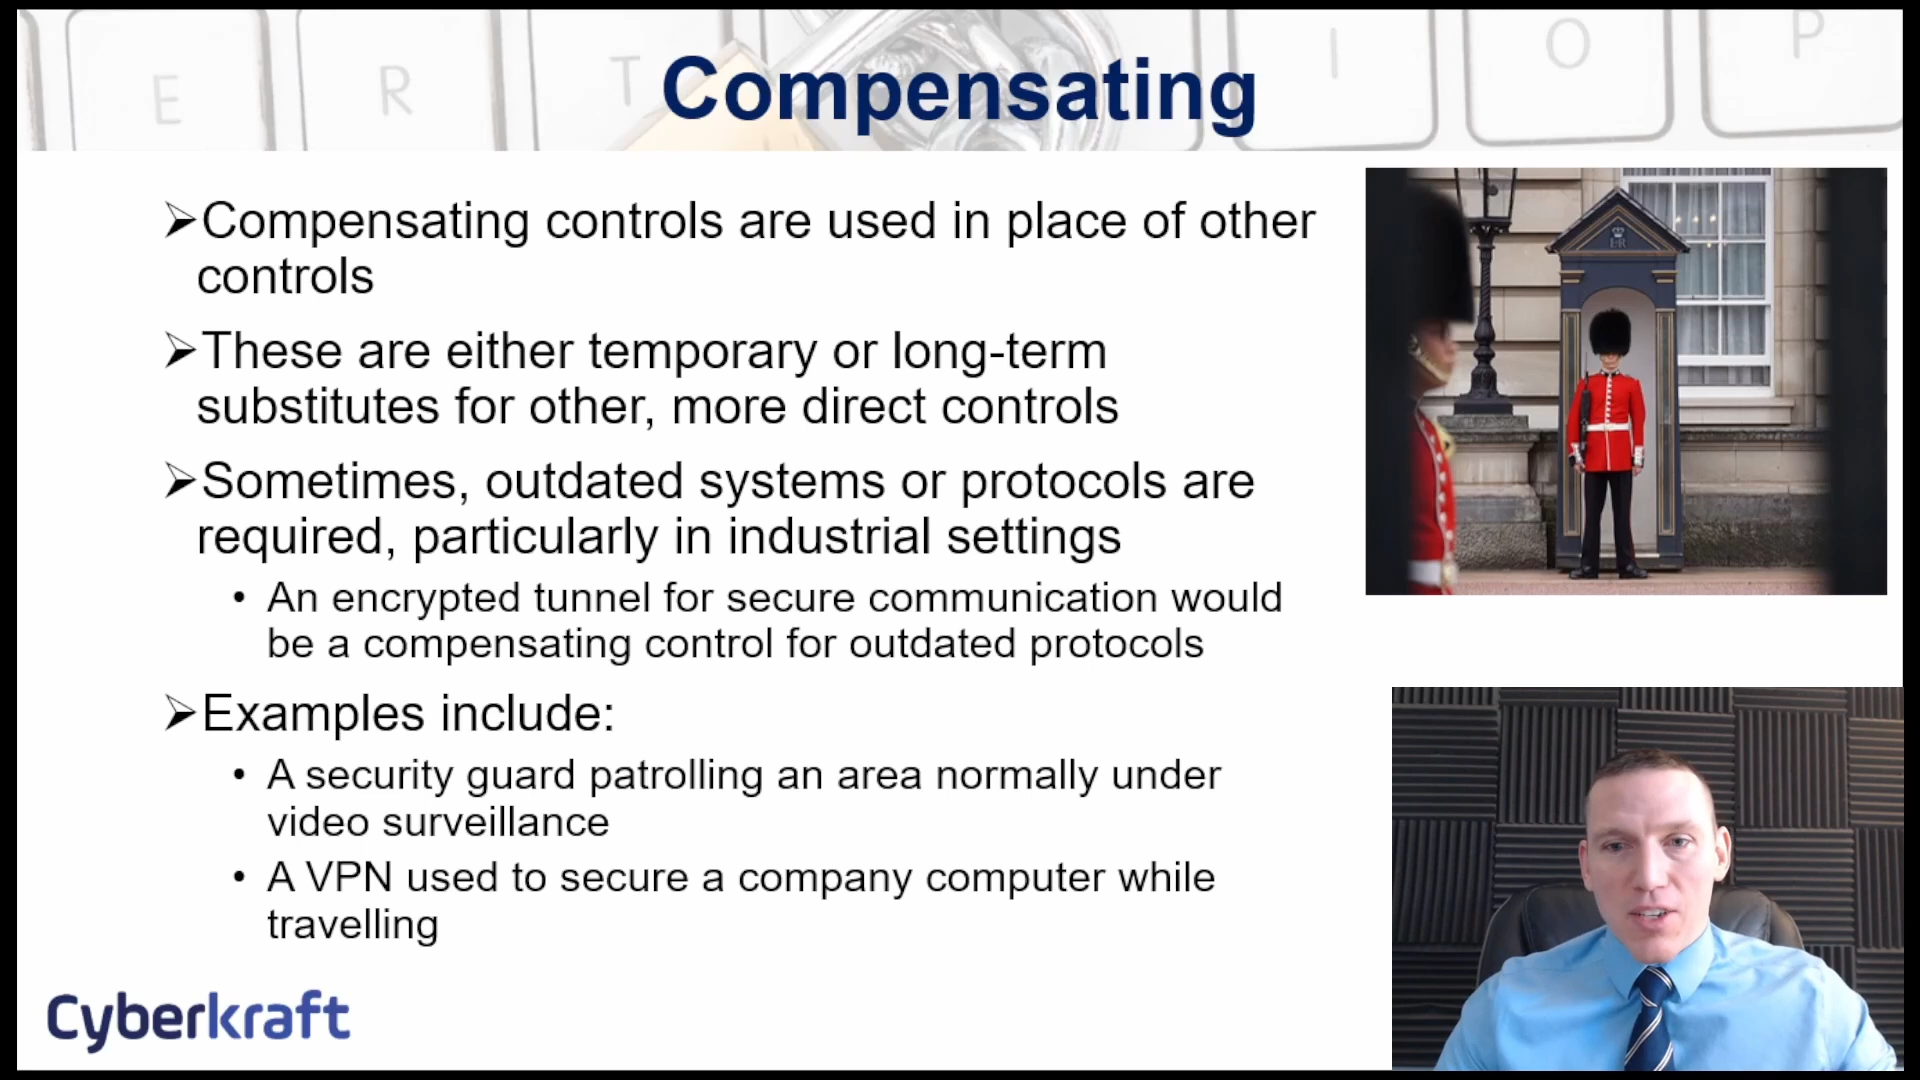 E R T I O P
Compensating
➢Compensating controls are used in place of other
controls
➢These are either temporary or long-term
substitutes for other, more direct controls
➢Sometimes, outdated systems or protocols are
required, particularly in industrial settings
• An encrypted tunnel for secure communication would
be a compensating control for outdated protocols
➢Examples include:
• A security guard patrolling an area normally under
video surveillance
• A VPN used to secure a company computer while
travelling
Cyberkraft